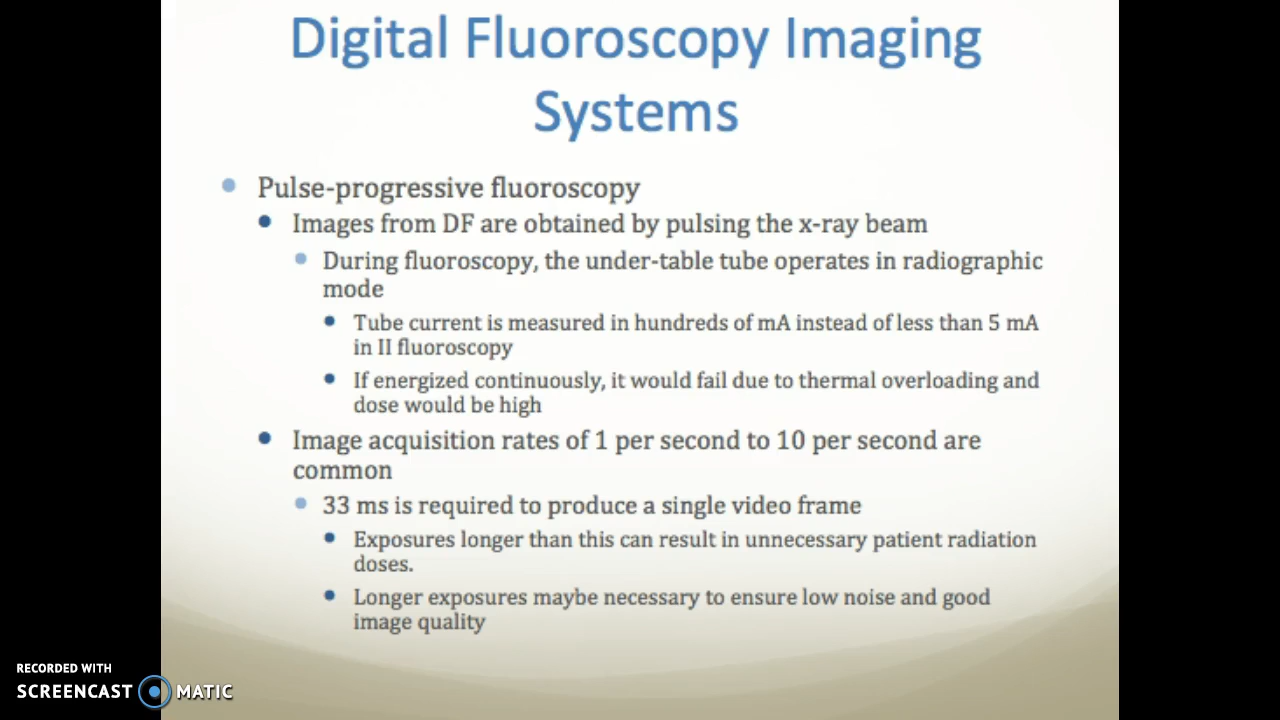 Digital Fluoroscopy Imaging
Systems
Pulse-progressive fluoroscopy
Images from DF are obtained by pulsing the x-ray beam
During fluoroscopy, the under-table tube operates in radiographic
mode
Tube current is measured in hundreds of mA instead of less than 5 mA
in II fluoroscopy
If energized continuously, it would fail due to thermal overloading and
dose would be high
Image acquisition rates of 1 per second to 10 per second are
common
33 ms is required to produce a single video frame
Exposures longer than this can result in unnecessary patient radiation
doses.
Longer exposures maybe necessary to ensure low noise and good
image quality
RECORDED WITH
SCREENCAST MATIC